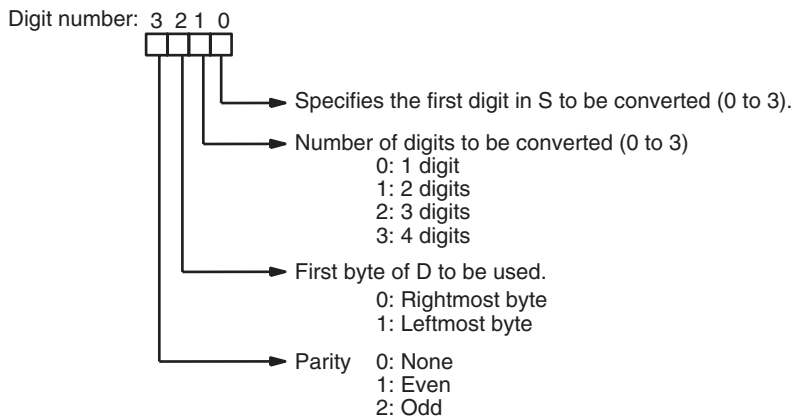 Digit number: 3 2 1 0
Specifies the first digit in S to be converted (0 to 3).
Number of digits to be converted (0 to 3)
0: 1 digit
1: 2 digits
2: 3 digits
3: 4 digits
First byte of D to be used.
0: Rightmost byte
1: Leftmost byte
Parity 0: None
1: Even
2: Odd